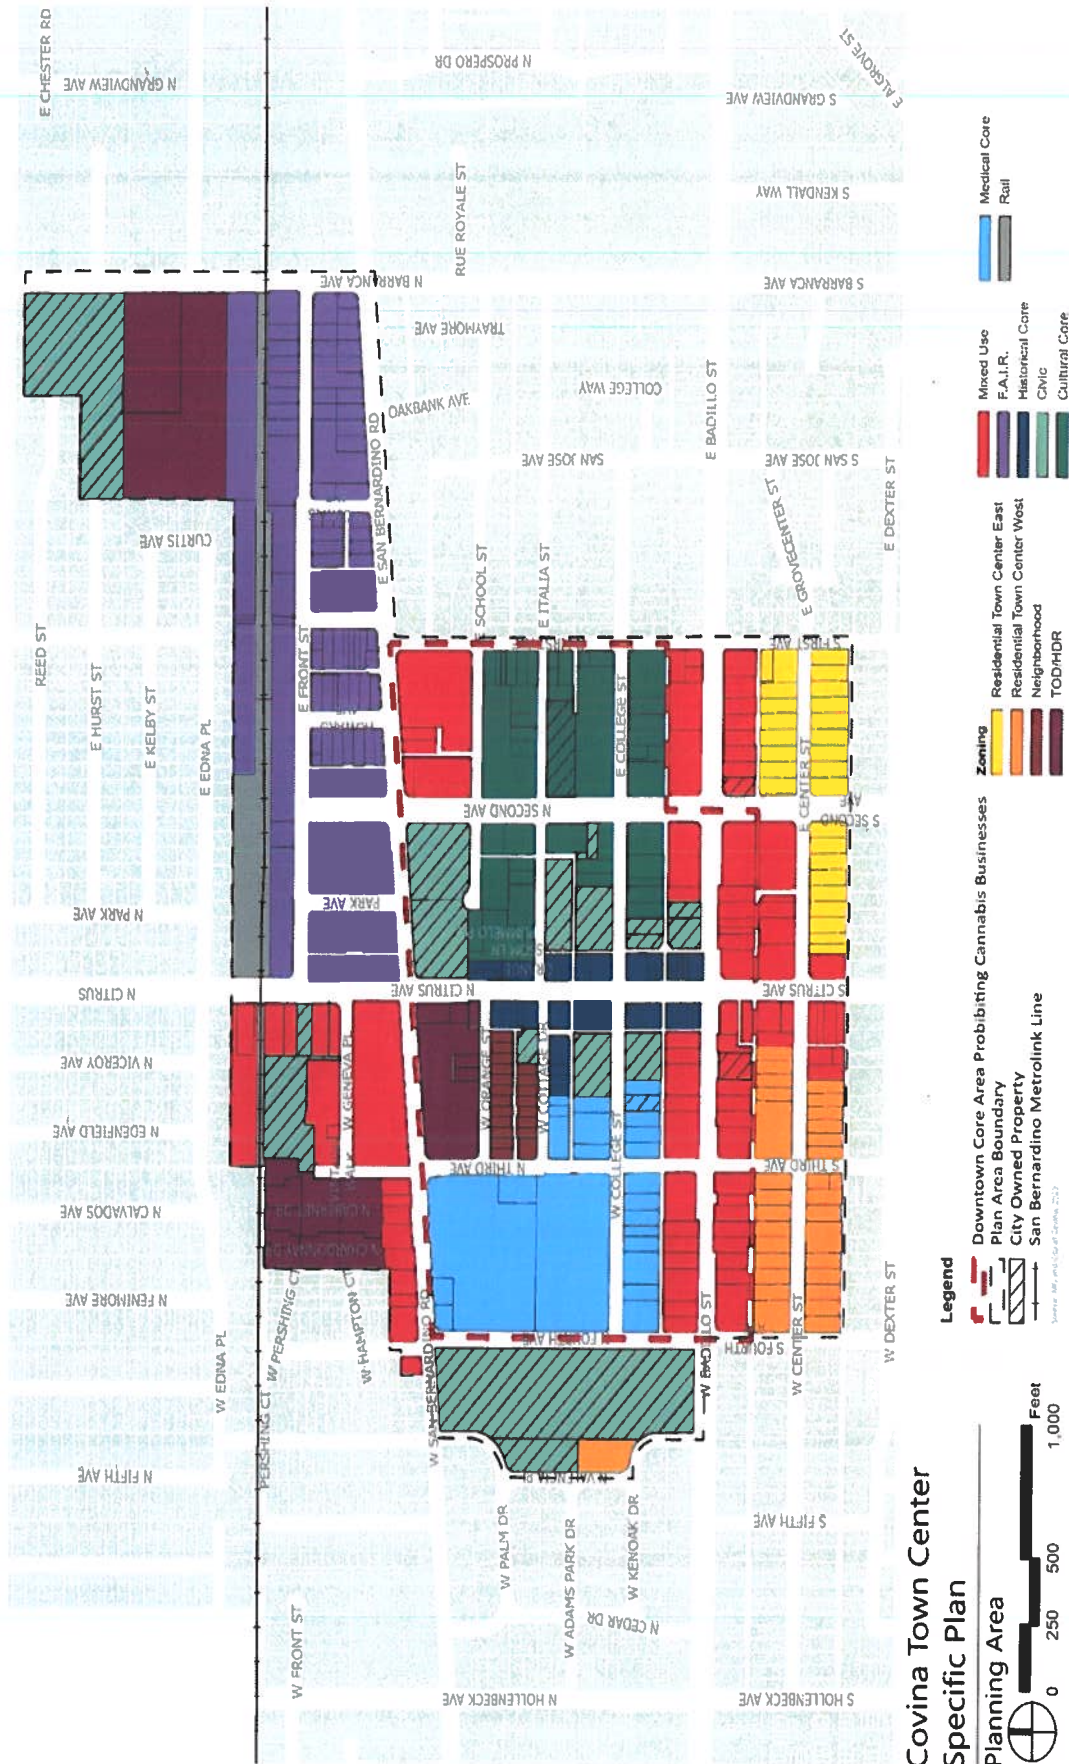 Covina Town Center
Specific Plan
Planning Area
0
250
500
1,000
Feet
Legend
Downtown Core Area Probibiting Cannabis Businesses
Plan Area Boundary
City Owned Property
San Bernardino Metrolink Line
Zoning
Residential Town Center East
Residential Town Center West
Neighborhood
TOD/HDR
Mixed Use
F.A.I.R.
Historical Core
Civic
Cultural Core
Medical Core
Rail
E CHESTER RD
N GRANDVIEW AVE
N PROSPERO DR
S GRANDVIEW AVE
E ALGROVE ST
RUE ROYALE ST
S KENDALL WAY
N BARRANCA AVE
S BARRANCA AVE
TRAYMORE AVE
OAKBANK AVE
COLLEGE WAY
E BADILLO ST
SAN JOSE AVE
S SAN JOSE AVE
E DEXTER ST
E GROVECENTER ST
CURTIS AVE
E SAN BERNARDINO RD
E SCHOOL ST
E ITALIA ST
REED ST
E HURST ST
E KELBY ST
E EDNA PL
E FRONT ST
S FIRST AVE
E COLLEGE ST
E CENTER ST
N SECOND AVE
S SECOND AVE
N PARK AVE
PARK AVE
N CITRUS
N CITRUS AVE
S CITRUS AVE
N VICEROY AVE
W GENEVA PL
W ORANGE ST
W COTTAGE DR
N EDENFIELD AVE
N THIRD AVE
S THIRD AVE
W COLLEGE ST
N CALVADOS AVE
N CABERNET DR
N CHARDONNAY DR
N FENIMORE AVE
W PERSHING CT
W HAMPTON CT
W EDNA PL
PERSHING CT
W SAN BERNARDINO RD
N FOURTH AVE
S FOURTH
W BADILLO ST
W CENTER ST
W DEXTER ST
N FIFTH AVE
S FIFTH AVE
W PALM DR
W ADAMS PARK DR
W KENOAK DR
N CEDAR DR
W FRONT ST
N HOLLENBECK AVE
S HOLLENBECK AVE